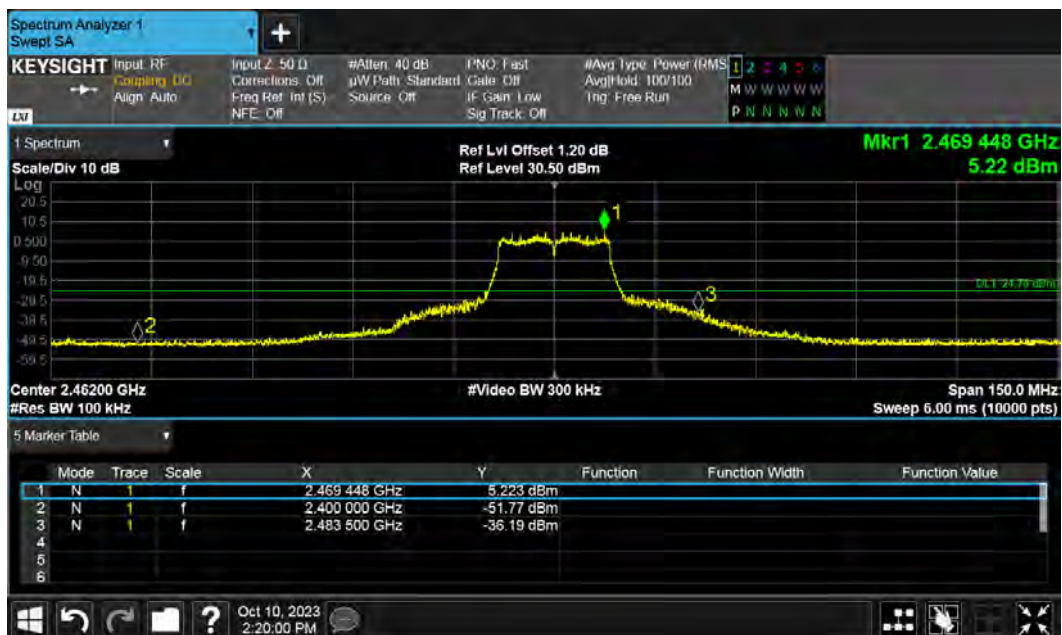 Spectrum Analyzer 1
Swept SA
+
KEYSIGHT
LXI
Input: RF
Coupling: DC
Align: Auto
Input Z: 50 Ω
Corrections: Off
Freq Ref: Int (S)
NFE: Off
#Atten: 40 dB
µW Path: Standard
Source: Off
PNO: Fast
Gate: Off
IF Gain: Low
Sig Track: Off
#Avg Type: Power (RMS
Avg|Hold: 100/100
Trig: Free Run
1 2 3 4 5 6
M W W W W W
P N N N N N
1 Spectrum
Scale/Div 10 dB
Ref Lvl Offset 1.20 dB
Ref Level 30.50 dBm
Mkr1 2.469 448 GHz
5.22 dBm
Log
20.5
10.5
0.500
-9.50
-19.5
-29.5
-39.5
-49.5
-59.5
1
2
3
DL1 -24.78 dBm
Center 2.46200 GHz
#Video BW 300 kHz
Span 150.0 MHz
#Res BW 100 kHz
Sweep 6.00 ms (10000 pts)
5 Marker Table
Mode Trace Scale X Y Function Function Width Function Value
1 N 1 f 2.469 448 GHz 5.223 dBm
2 N 1 f 2.400 000 GHz -51.77 dBm
3 N 1 f 2.483 500 GHz -36.19 dBm
4
5
6
?
Oct 10, 2023
2:20:00 PM